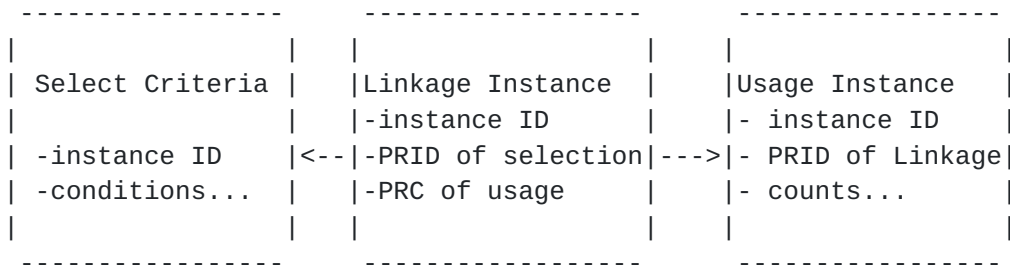 -----------------     ------------------      -----------------
|                 |   |                  |    |                 |
| Select Criteria |   |Linkage Instance  |    |Usage Instance   |
|                 |   |-instance ID      |    |- instance ID    |
| -instance ID    |<--|-PRID of selection|--->|- PRID of Linkage|
| -conditions...  |   |-PRC of usage     |    |- counts...      |
|                 |   |                  |    |                 |
 -----------------     ------------------      -----------------